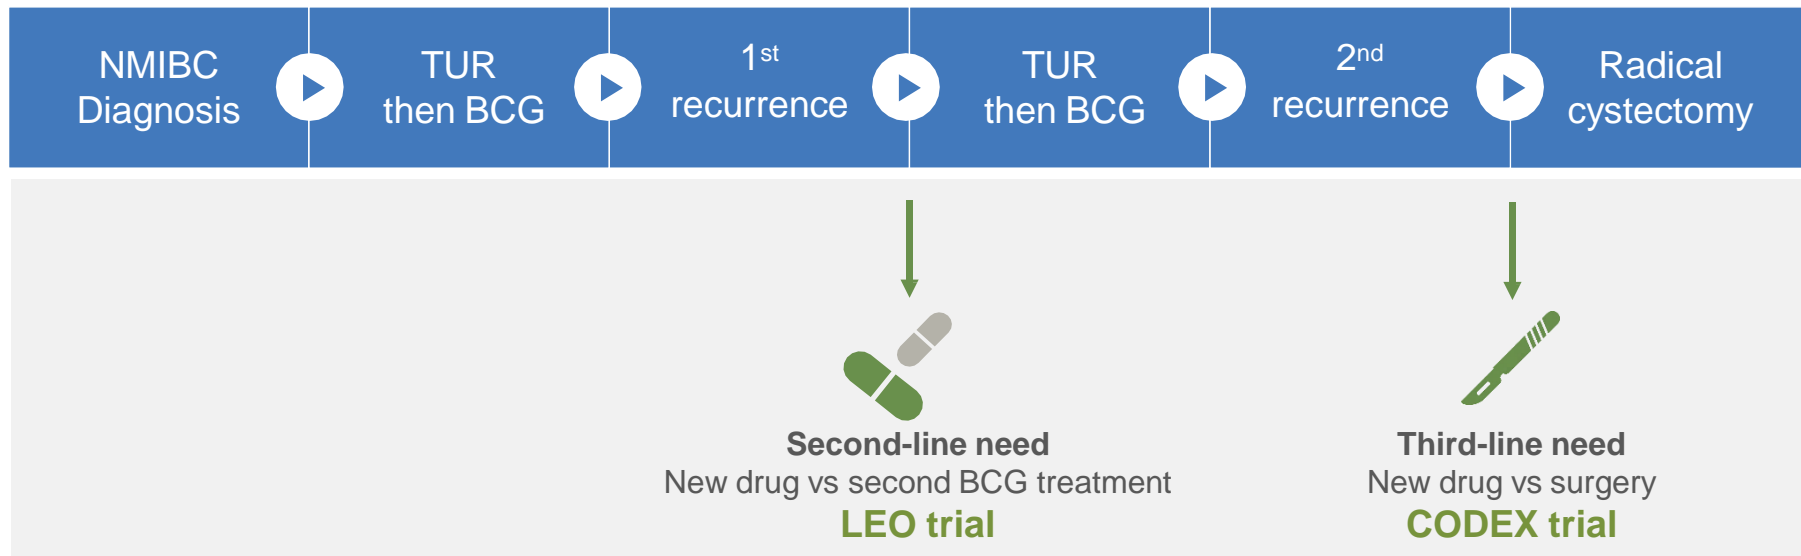 NMIBC
Diagnosis
TUR
then BCG
1st
recurrence
TUR
then BCG
2nd
recurrence
Radical
cystectomy
Second-line need
New drug vs second BCG treatment
LEO trial
Third-line need
New drug vs surgery
CODEX trial